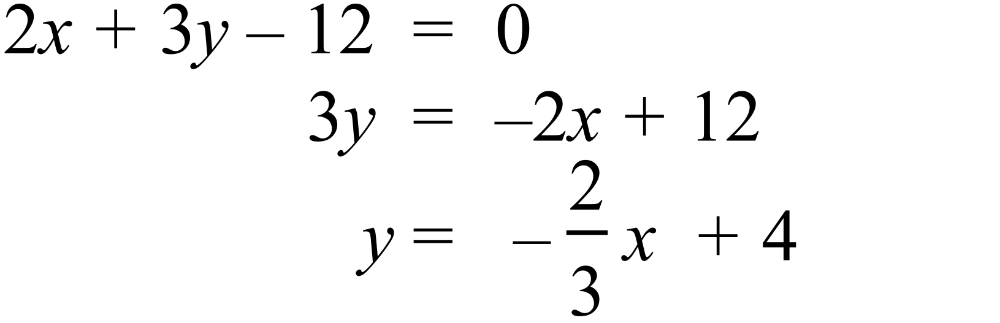 2x + 3y − 12 = 0
3y = −2x + 12
y = − 2/3 x + 4